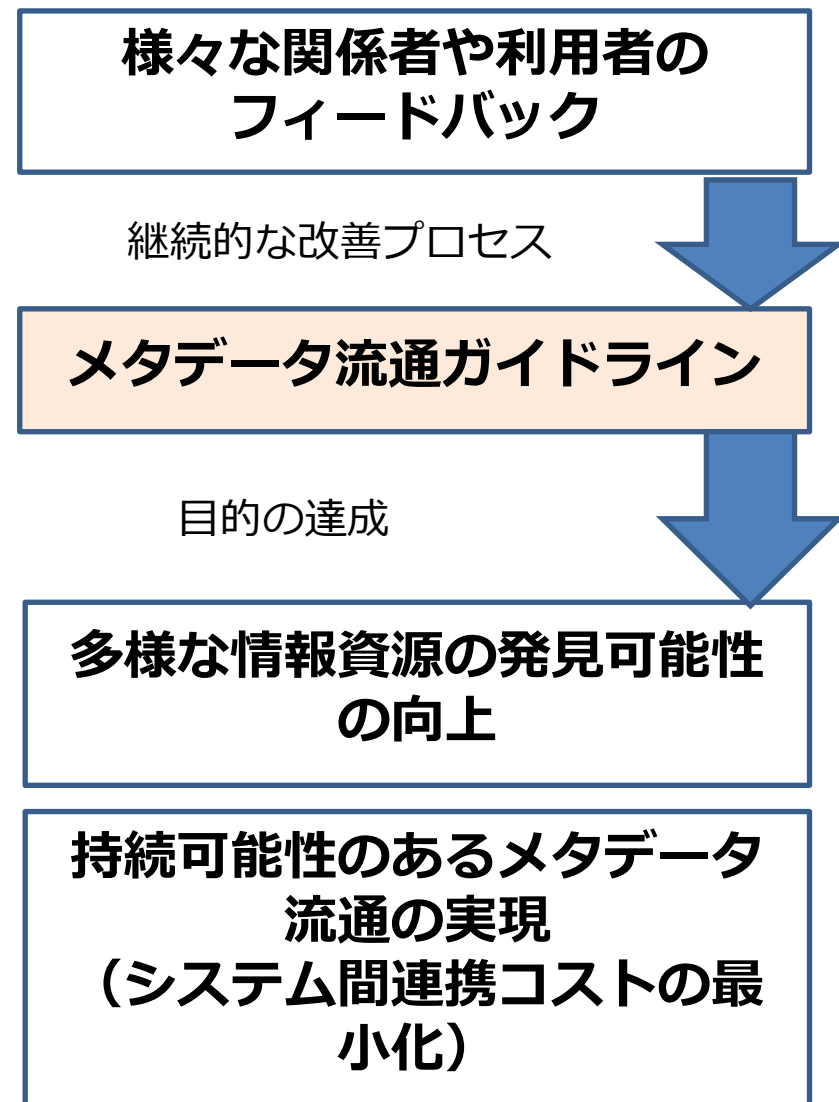 様々な関係者や利用者の
フィードバック
継続的な改善プロセス
メタデータ流通ガイドライン
目的の達成
多様な情報資源の発見可能性
の向上
持続可能性のあるメタデータ
流通の実現
（システム間連携コストの最
小化）